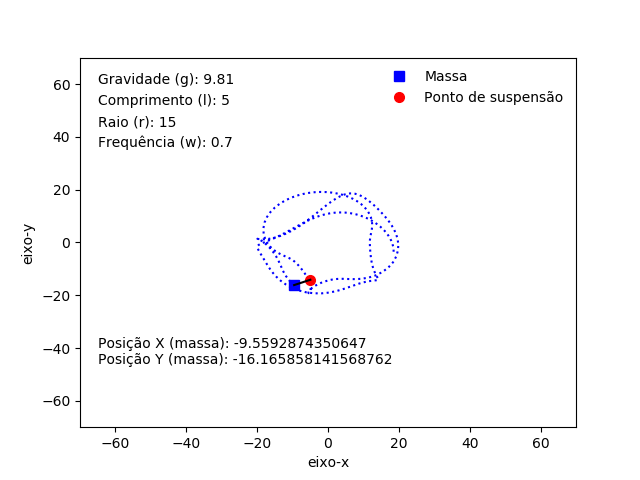 Gravidade (g): 9.81
Comprimento (l): 5
Raio (r): 15
Frequência (w): 0.7
Massa
Ponto de suspensão
60
40
20
0
−20
−40
−60
eixo-y
Posição X (massa): -9.5592874350647
Posição Y (massa): -16.165858141568762
−60 −40 −20 0 20 40 60
eixo-x